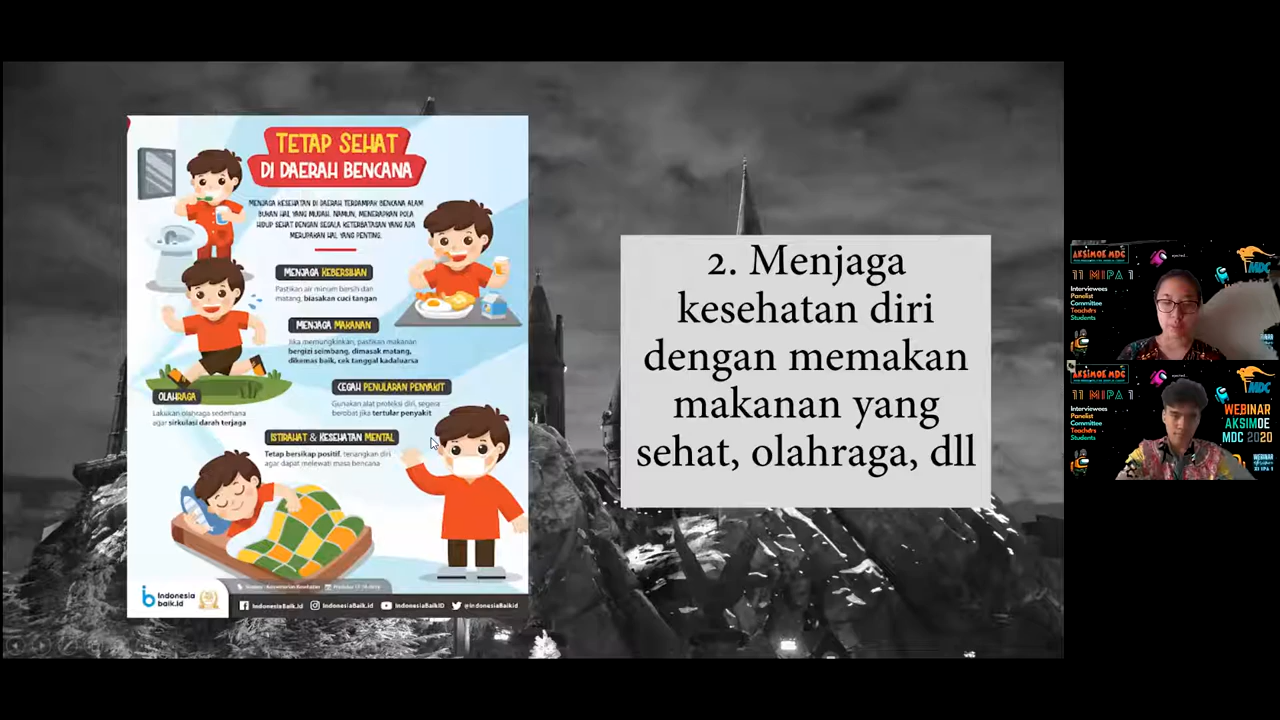 TETAP SEHAT
DI DAERAH BENCANA
MENJAGA KESEHATAN DI DAERAH TERDAMPAK BENCANA ALAM
BUKAN HAL YANG MUDAH. NAMUN, MENERAPKAN POLA
HIDUP SEHAT DENGAN SEGALA KETERBATASAN YANG ADA
MERUPAKAN HAL YANG PENTING.
MENJAGA KEBERSIHAN
Pastikan air minum bersih dan
matang, biasakan cuci tangan
MENJAGA MAKANAN
Jika memungkinkan, pastikan makanan
bergizi seimbang, dimasak matang,
dikemas baik, cek tanggal kadaluarsa
CEGAH PENULARAN PENYAKIT
Gunakan alat proteksi diri, segera
berobat jika tertular penyakit
OLAHRAGA
Lakukan olahraga sederhana
agar sirkulasi darah terjaga
ISTIRAHAT & KESEHATAN MENTAL
Tetap bersikap positif, tenangkan diri
agar dapat melewati masa bencana
Indonesia
baik.id
IndonesiaBaik.id
IndonesiaBaik.id
IndonesiaBaikID
@IndonesiaBaikId
2. Menjaga
kesehatan diri
dengan memakan
makanan yang
sehat, olahraga, dll
AKSIMOE MDC
11 MIPA 1
Interviewees
Panelist
Committee
Teachers
Students
MDC
AKSIMOE MDC
11 MIPA 1
Interviewees
Panelist
Committee
Teachers
Students
MDC
WEBINAR
AKSIMOE
MDC 2020